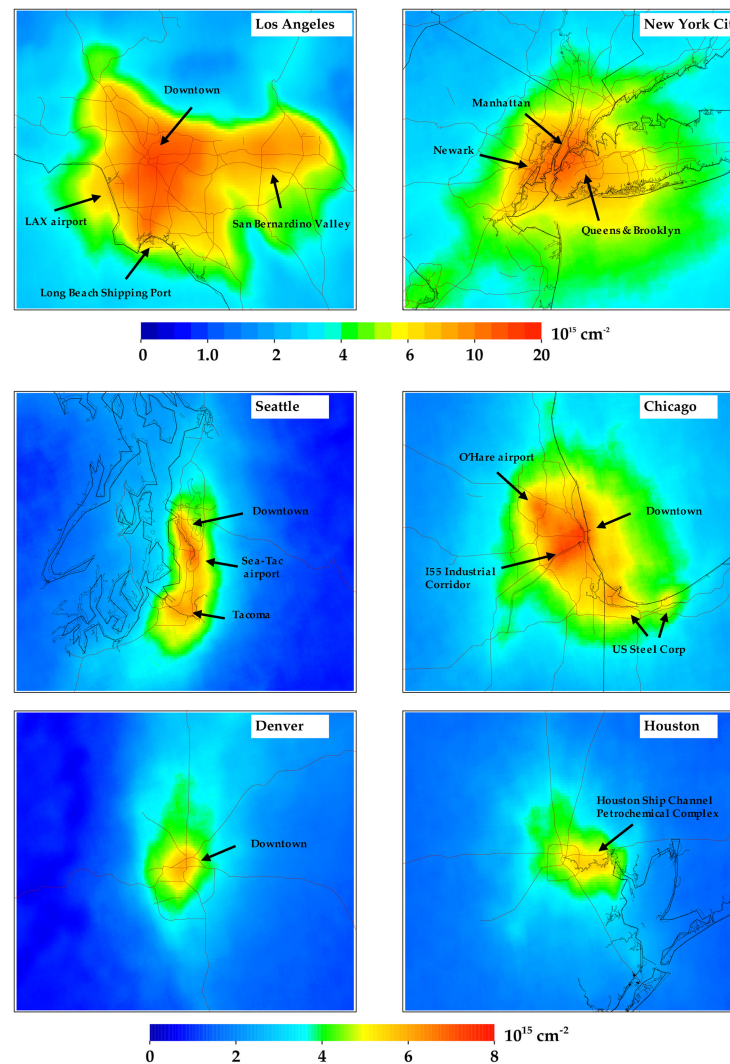 Los Angeles
Downtown
LAX airport
San Bernardino Valley
Long Beach Shipping Port
New York Cit
Manhattan
Newark
Queens & Brooklyn
0 1.0 2 4 6 10 20 10¹⁵ cm⁻²
Seattle
Downtown
Sea-Tac
airport
Tacoma
Chicago
O'Hare airport
Downtown
I55 Industrial
Corridor
US Steel Corp
Denver
Downtown
Houston
Houston Ship Channel
Petrochemical Complex
0 2 4 6 8 10¹⁵ cm⁻²